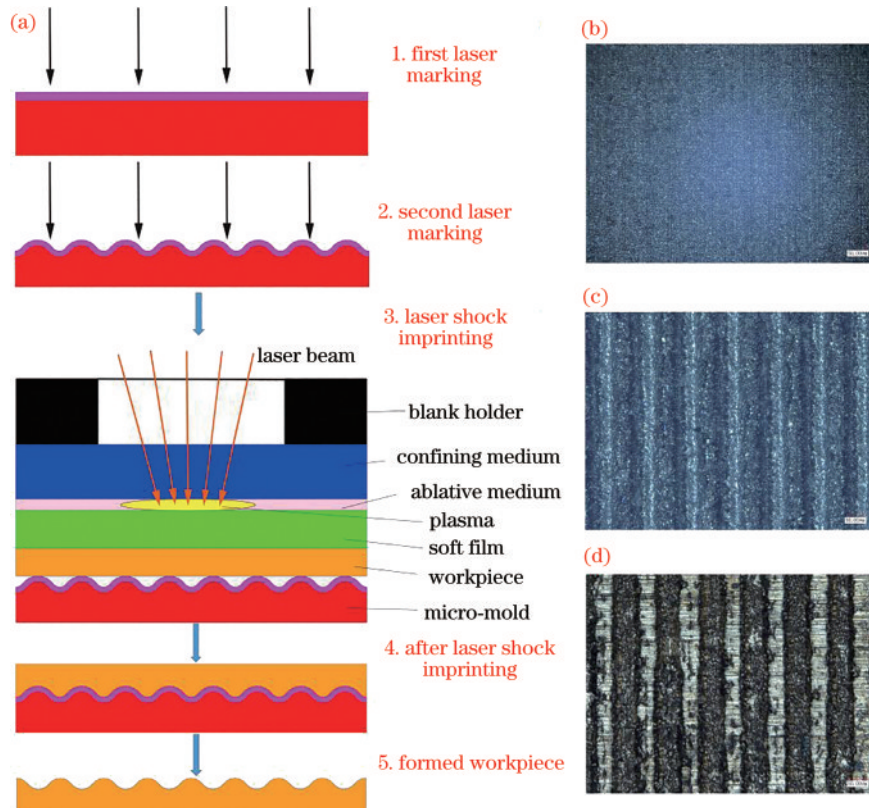 (a)
1. first laser
marking
2. second laser
marking
3. laser shock
imprinting
laser beam
blank holder
confining medium
ablative medium
plasma
soft film
workpiece
micro-mold
4. after laser shock
imprinting
5. formed workpiece
(b)
(c)
(d)